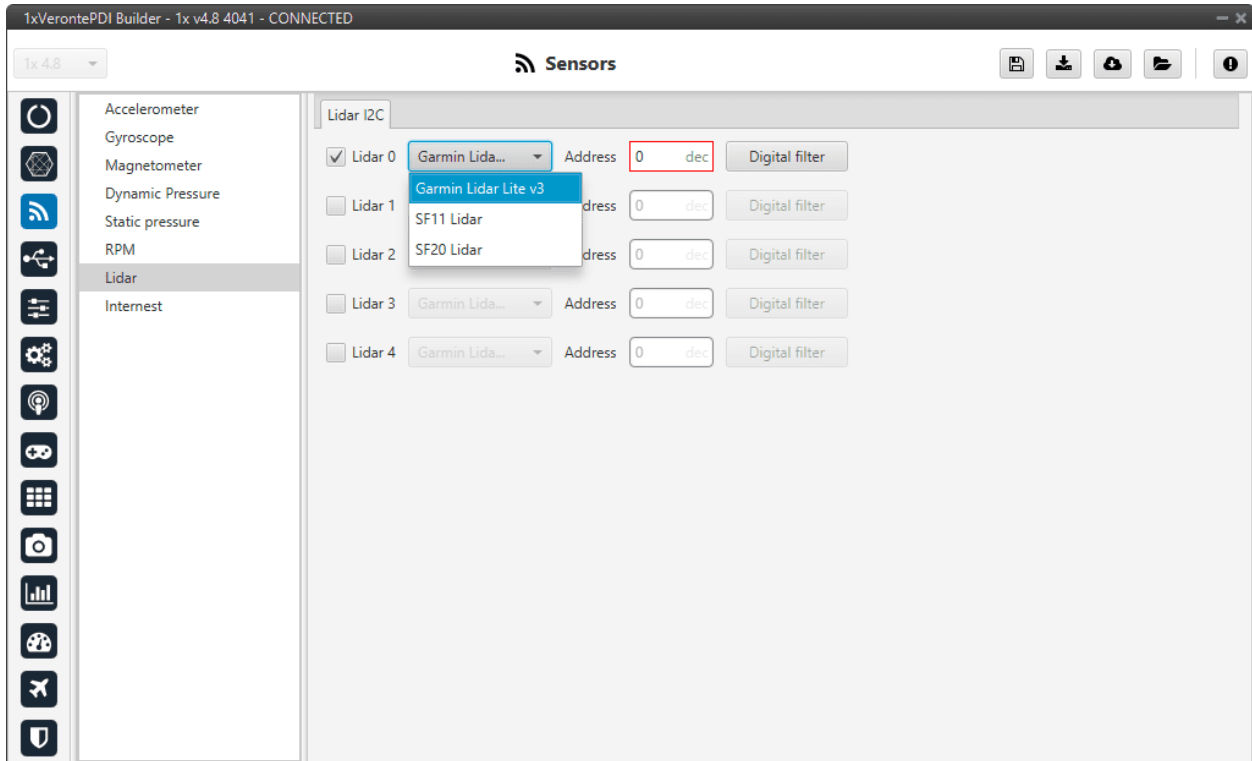 1xVerontePDI Builder - 1x v4.8 4041 - CONNECTED
1x 4.8
Sensors
Accelerometer
Gyroscope
Magnetometer
Dynamic Pressure
Static pressure
RPM
Lidar
Internest
Lidar I2C
Lidar 0 Garmin Lida... Address 0 dec Digital filter
Garmin Lidar Lite v3
Lidar 1 dress 0 dec Digital filter
SF11 Lidar
Lidar 2 dress 0 dec Digital filter
SF20 Lidar
Lidar 3 Garmin Lida... Address 0 dec Digital filter
Lidar 4 Garmin Lida... Address 0 dec Digital filter